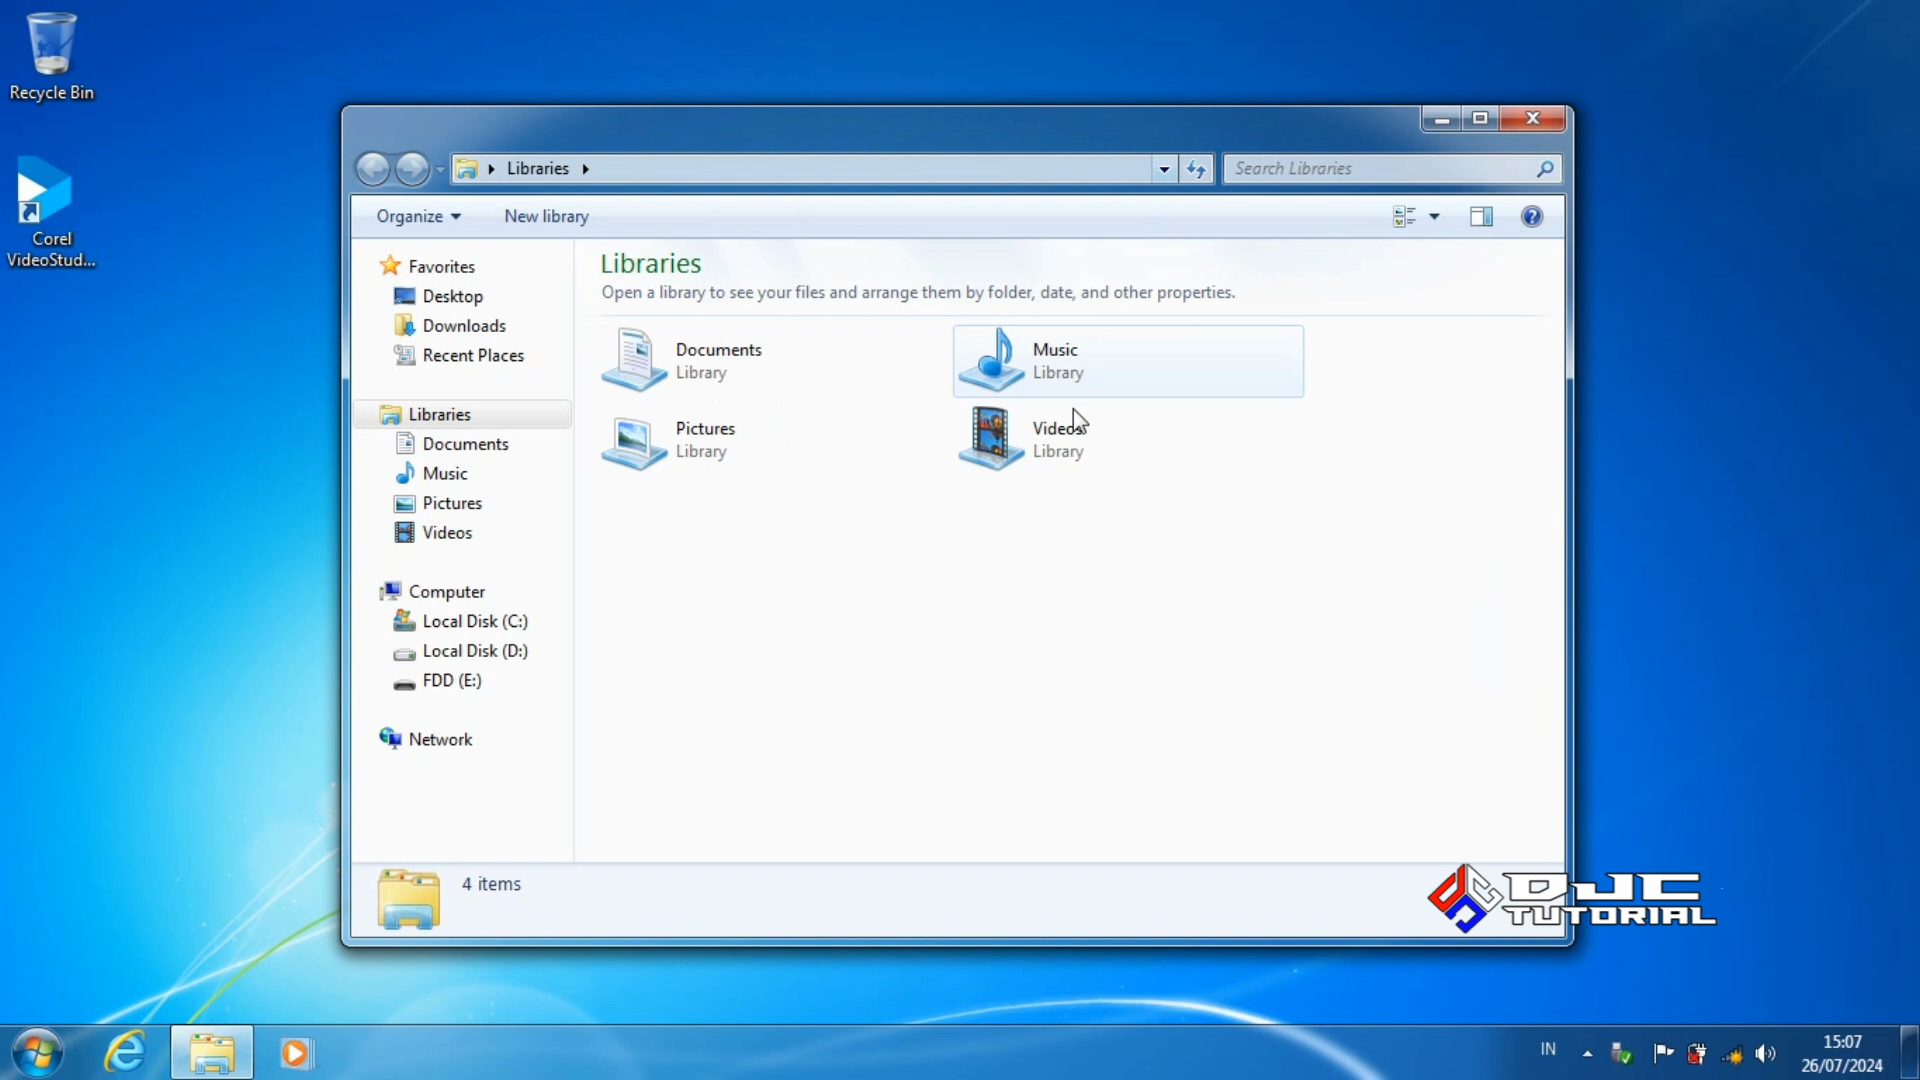 Recycle Bin
Corel
VideoStud...
Libraries
Search Libraries
Organize
New library
Favorites
Desktop
Downloads
Recent Places
Libraries
Documents
Music
Pictures
Videos
Computer
Local Disk (C:)
Local Disk (D:)
FDD (E:)
Network
Libraries
Open a library to see your files and arrange them by folder, date, and other properties.
Documents
Library
Music
Library
Pictures
Library
Videos
Library
4 items
DJC
TUTORIAL
IN
15:07
26/07/2024